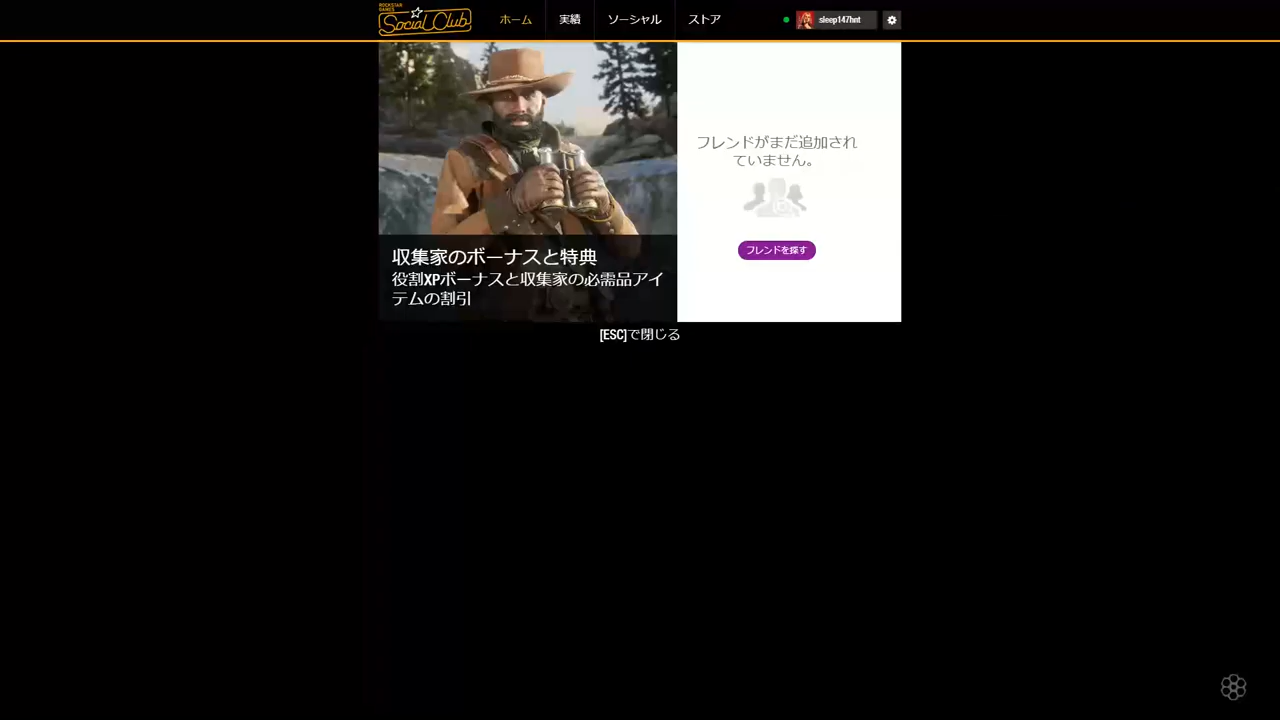 ROCKSTAR
GAMES
Social Club
ホーム
実績
ソーシャル
ストア
sleep147hnt
フレンドがまだ追加され
ていません。
フレンドを探す
収集家のボーナスと特典
役割XPボーナスと収集家の必需品アイ
テムの割引
[ESC]で閉じる